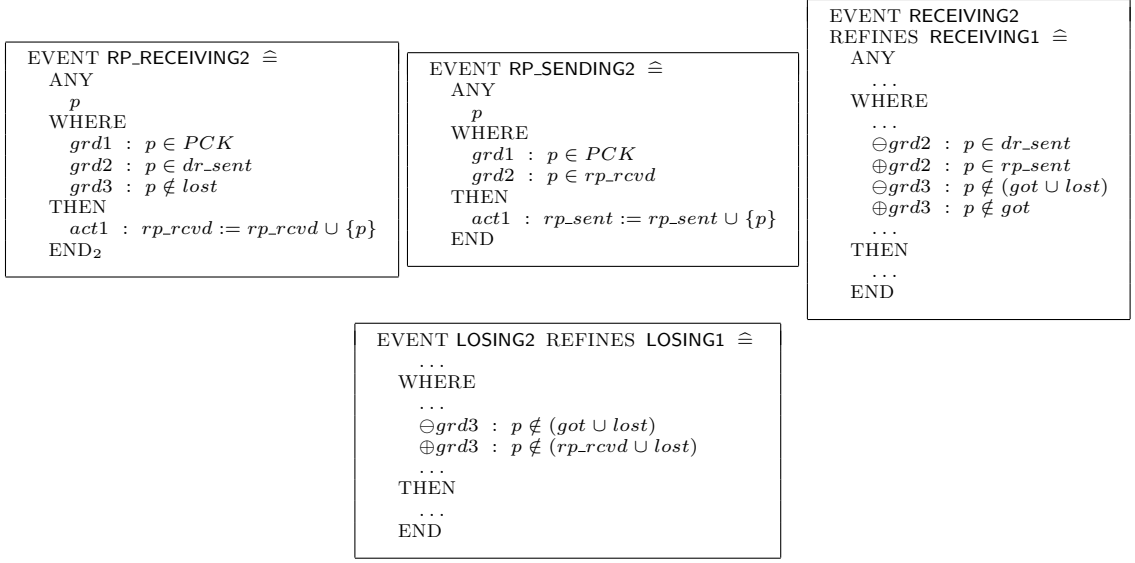 EVENT RP_RECEIVING2 ≙
ANY
p
WHERE
grd1 : p ∈ PCK
grd2 : p ∈ dr_sent
grd3 : p ∉ lost
THEN
act1 : rp_rcvd := rp_rcvd ∪ {p}
END₂
EVENT RP_SENDING2 ≙
ANY
p
WHERE
grd1 : p ∈ PCK
grd2 : p ∈ rp_rcvd
THEN
act1 : rp_sent := rp_sent ∪ {p}
END
EVENT RECEIVING2
REFINES RECEIVING1 ≙
ANY
...
WHERE
...
⊖grd2 : p ∈ dr_sent
⊕grd2 : p ∈ rp_sent
⊖grd3 : p ∉ (got ∪ lost)
⊕grd3 : p ∉ got
...
THEN
...
END
EVENT LOSING2 REFINES LOSING1 ≙
...
WHERE
...
⊖grd3 : p ∉ (got ∪ lost)
⊕grd3 : p ∉ (rp_rcvd ∪ lost)
...
THEN
...
END